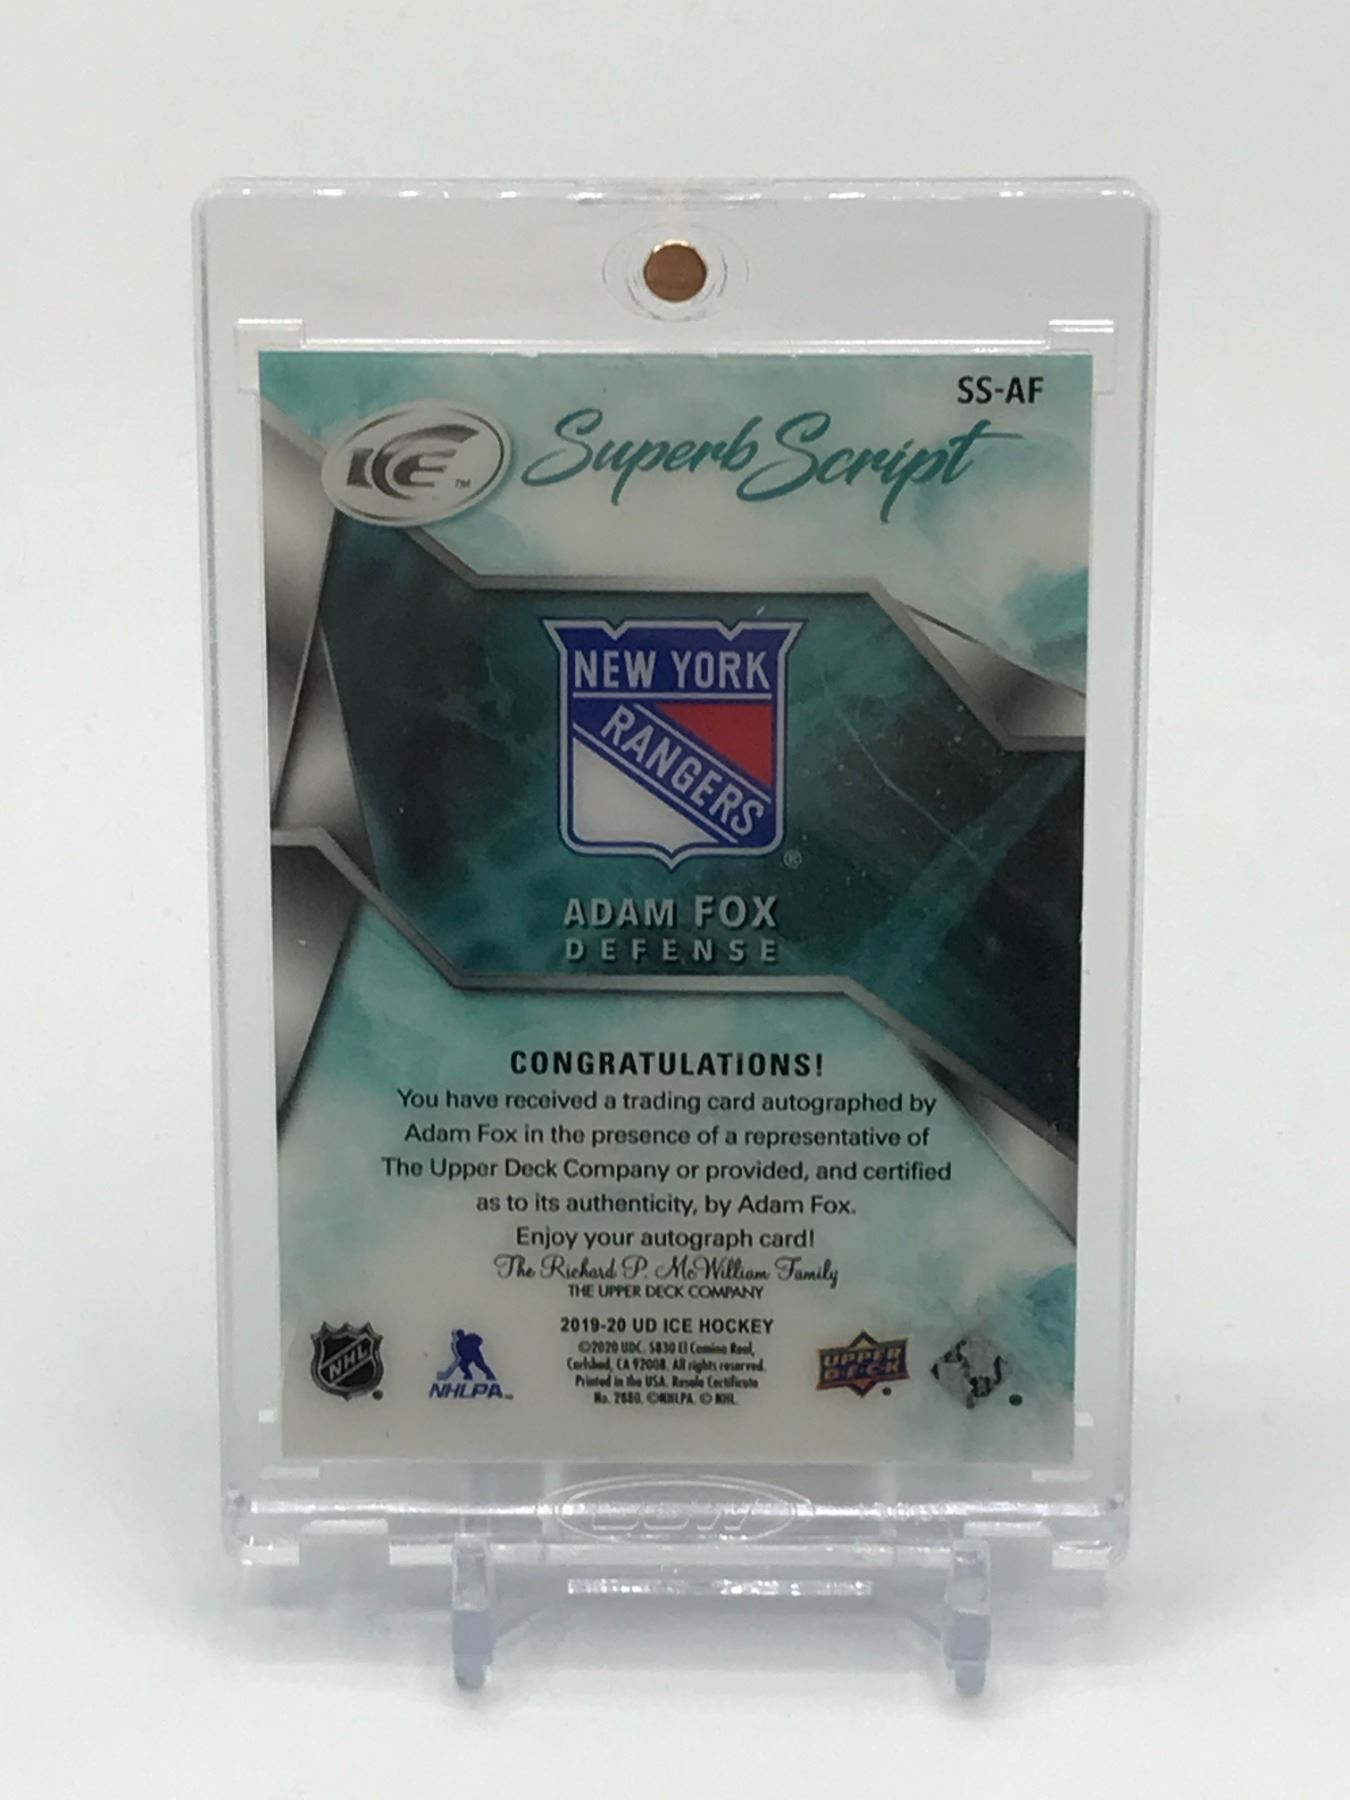 SS-AF
ICE™
Superb Script
NEW YORK
RANGERS
®
ADAM FOX
DEFENSE
CONGRATULATIONS!
You have received a trading card autographed by
Adam Fox in the presence of a representative of
The Upper Deck Company or provided, and certified
as to its authenticity, by Adam Fox.
Enjoy your autograph card!
The Richard P. McWilliam Family
THE UPPER DECK COMPANY
2019-20 UD ICE HOCKEY
©2020 UDC. 5830 El Camino Real,
Carlsbad, CA 92008. All rights reserved.
Printed in the USA. Resale Certificate
No. 2880. ©NHLPA. © NHL.
NHL
NHLPA™
UPPER
DECK